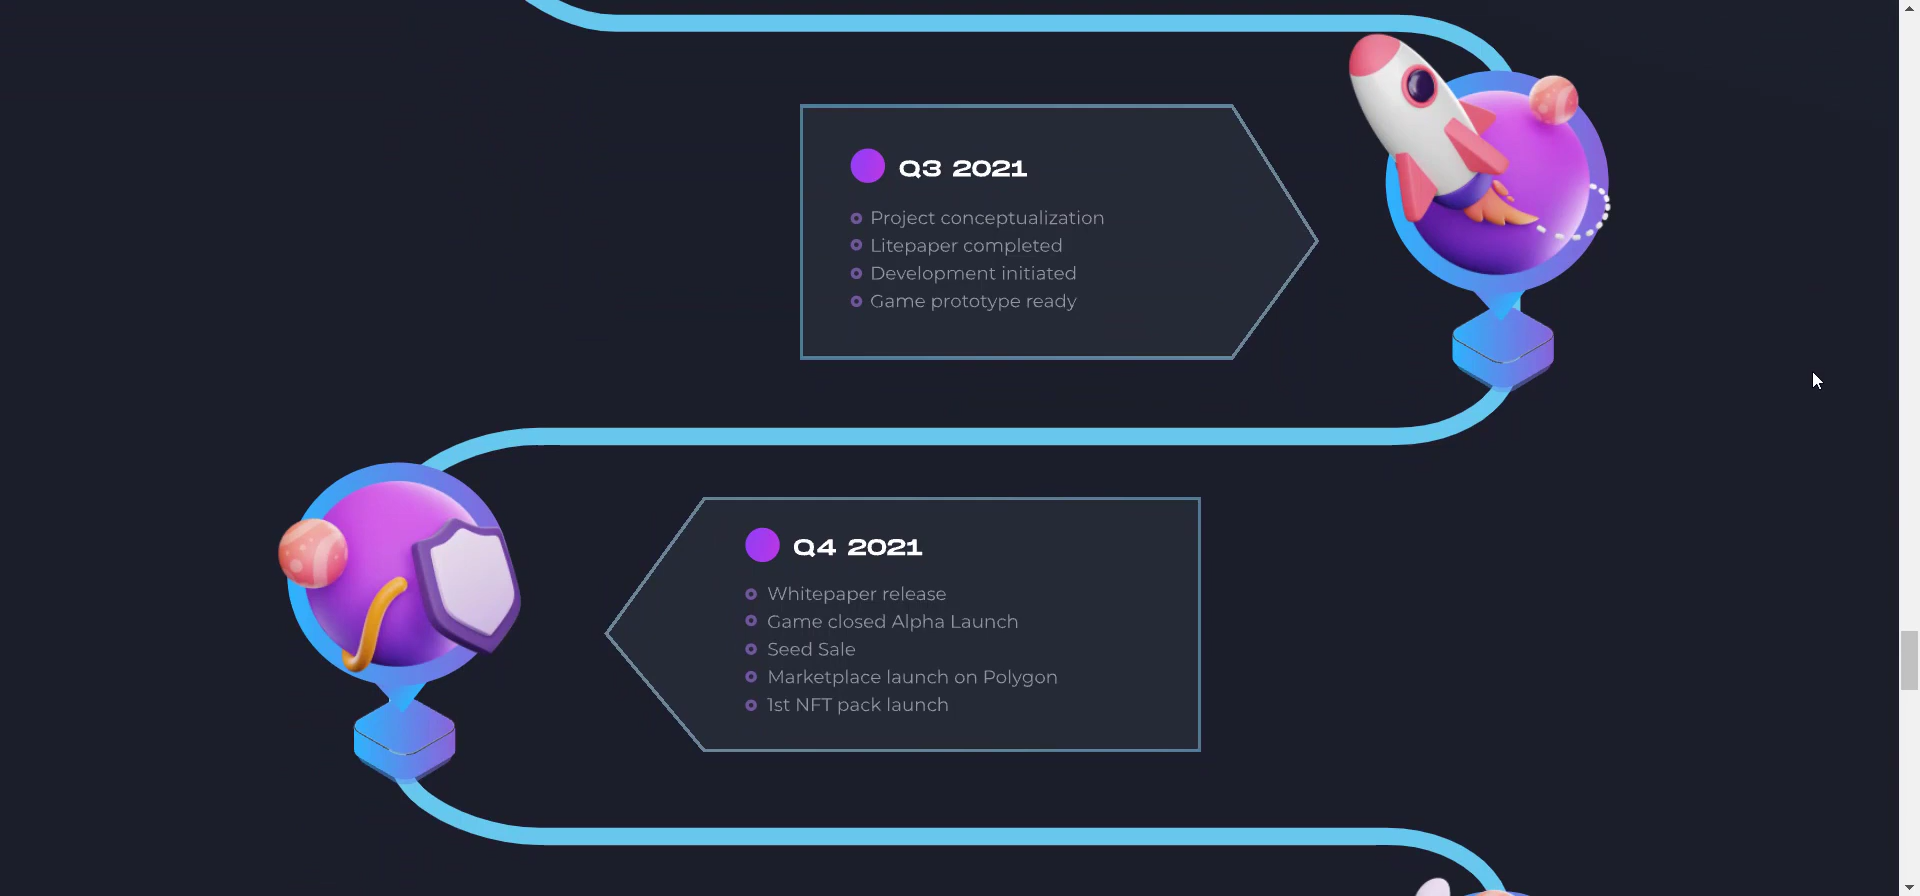 Q3 2021
Project conceptualization
Litepaper completed
Development initiated
Game prototype ready
Q4 2021
Whitepaper release
Game closed Alpha Launch
Seed Sale
Marketplace launch on Polygon
1st NFT pack launch